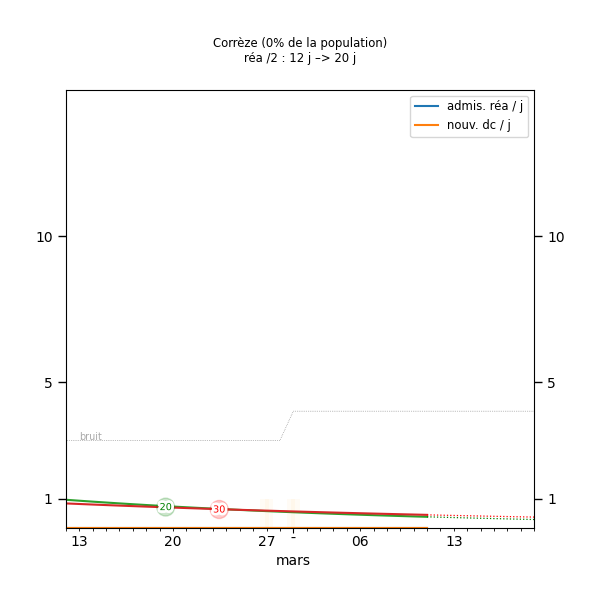 Corrèze (0% de la population)
réa /2 : 12 j –> 20 j
admis. réa / j
nouv. dc / j
10
10
5
5
bruit
1
1
20
30
13
20
27
-
06
13
mars